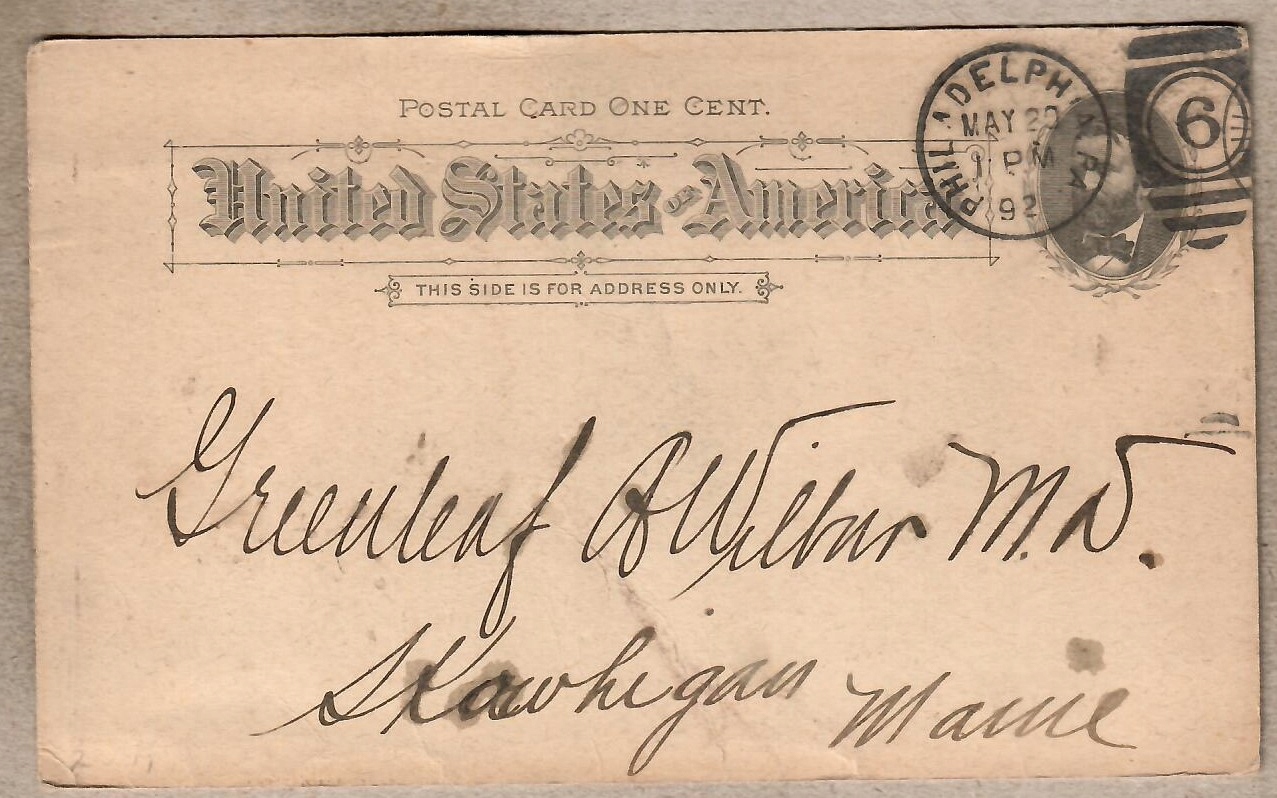 POSTAL CARD ONE CENT.
United States OF America
THIS SIDE IS FOR ADDRESS ONLY.
PHILADELPHIA, PA
MAY 20
1 PM
92
6
Greenleaf A Wilbur M.D.
Skowhigan Maine